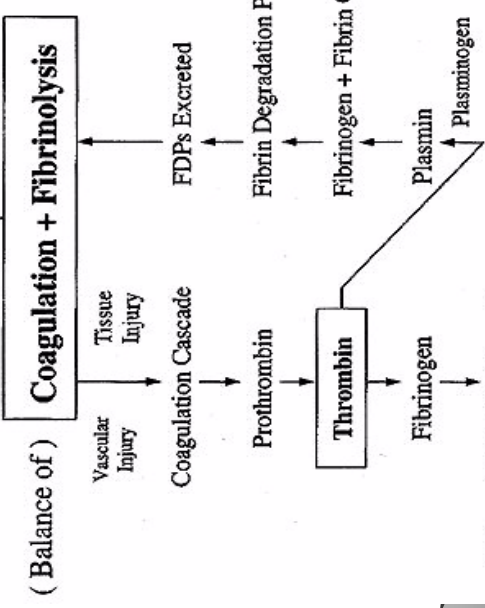 ( Balance of )
Coagulation + Fibrinolysis
Vascular
Injury
Tissue
Injury
Coagulation Cascade
Prothrombin
Thrombin
Fibrinogen
FDPs Excreted
Fibrin Degradation P
Fibrinogen + Fibrin
Plasmin
Plasminogen